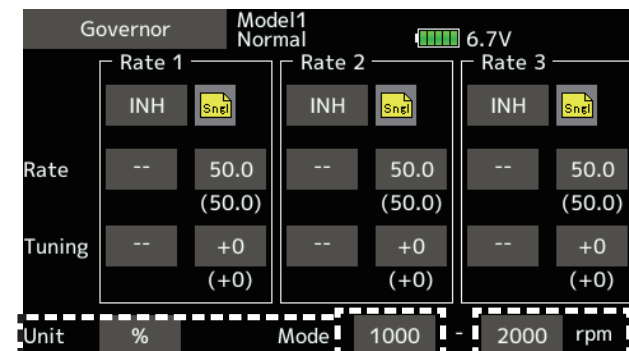 Governor Model1 Normal 6.7V
Rate 1 Rate 2 Rate 3
INH Sngl INH Sngl INH Sngl
Rate -- 50.0 -- 50.0 -- 50.0
(50.0) (50.0) (50.0)
Tuning -- +0 -- +0 -- +0
(+0) (+0) (+0)
Unit % Mode 1000 - 2000 rpm